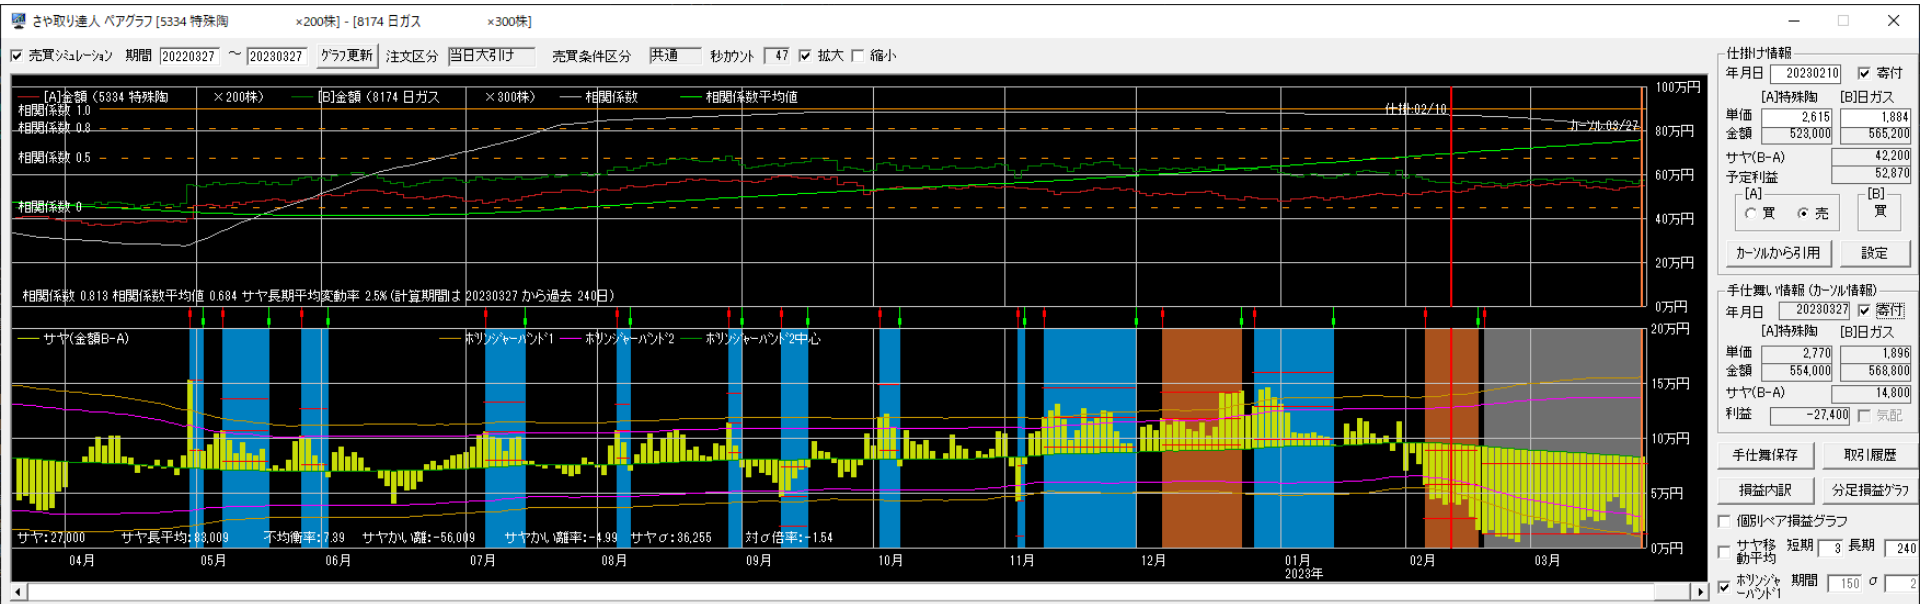 さや取り達人 ペアグラフ [5334 特殊陶 ×200株] - [8174 日ガス ×300株]
売買シミュレーション 期間 20220327 ～ 20230327 グラフ更新 注文区分 当日大引け 売買条件区分 共通 秒カウント 47 拡大 縮小
[A]金額(5334 特殊陶 ×200株) [B]金額(8174 日ガス ×300株) 相関係数 相関係数平均値
100万円
相関係数 1.0
仕掛:02/10
相関係数 0.8
カーソル:03/27
80万円
相関係数 0.5
60万円
相関係数 0
40万円
20万円
相関係数 0.813 相関係数平均値 0.684 サヤ長期平均変動率 2.5%(計算期間は 20230327 から過去 240日)
0万円
20万円
サヤ(金額B-A) ボリンジャーバンド1 ボリンジャーバンド2 ボリンジャーバンド2中心
15万円
10万円
5万円
サヤ:27,000 サヤ長平均:83,009 不均衡率:7.39 サヤかい離:-56,009 サヤかい離率:-4.99 サヤσ:36,255 対σ倍率:-1.54
0万円
04月 05月 06月 07月 08月 09月 10月 11月 12月 01月 02月 03月
2023年
仕掛け情報
年月日 20230210 寄付
[A]特殊陶 [B]日ガス
単価 2,615 1,884
金額 523,000 565,200
サヤ(B-A) 42,200
予定利益 52,870
[A] [B]
買 売 買
カーソルから引用 設定
手仕舞い情報(カーソル情報)
年月日 20230327 寄付
[A]特殊陶 [B]日ガス
単価 2,770 1,896
金額 554,000 568,800
サヤ(B-A) 14,800
利益 -27,400 気配
手仕舞保存 取引履歴
損益内訳 分足損益グラフ
個別ペア損益グラフ
サヤ移動平均 短期 3 長期 240
ボリンジャーバンド1 期間 150 σ 2